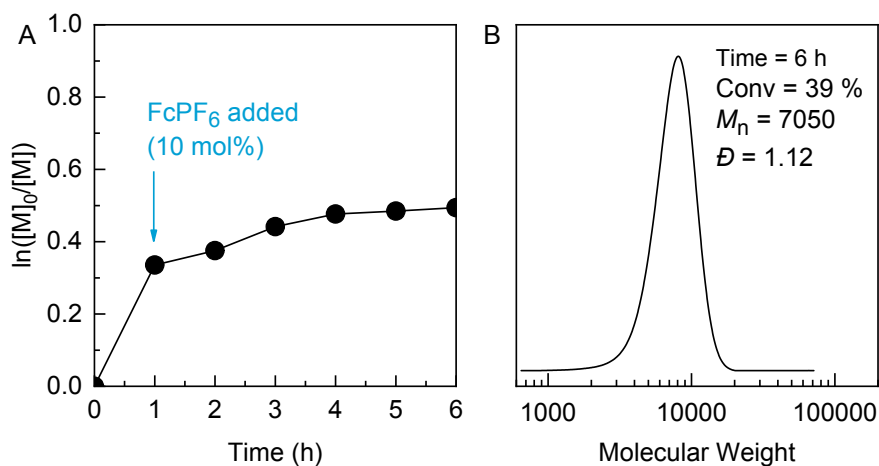 A
1.0
0.8
0.6
0.4
0.2
0.0
ln([M]₀/[M])
FcPF₆ added
(10 mol%)
0 1 2 3 4 5 6
Time (h)
B
Time = 6 h
Conv = 39 %
Mₙ = 7050
Đ = 1.12
1000 10000 100000
Molecular Weight